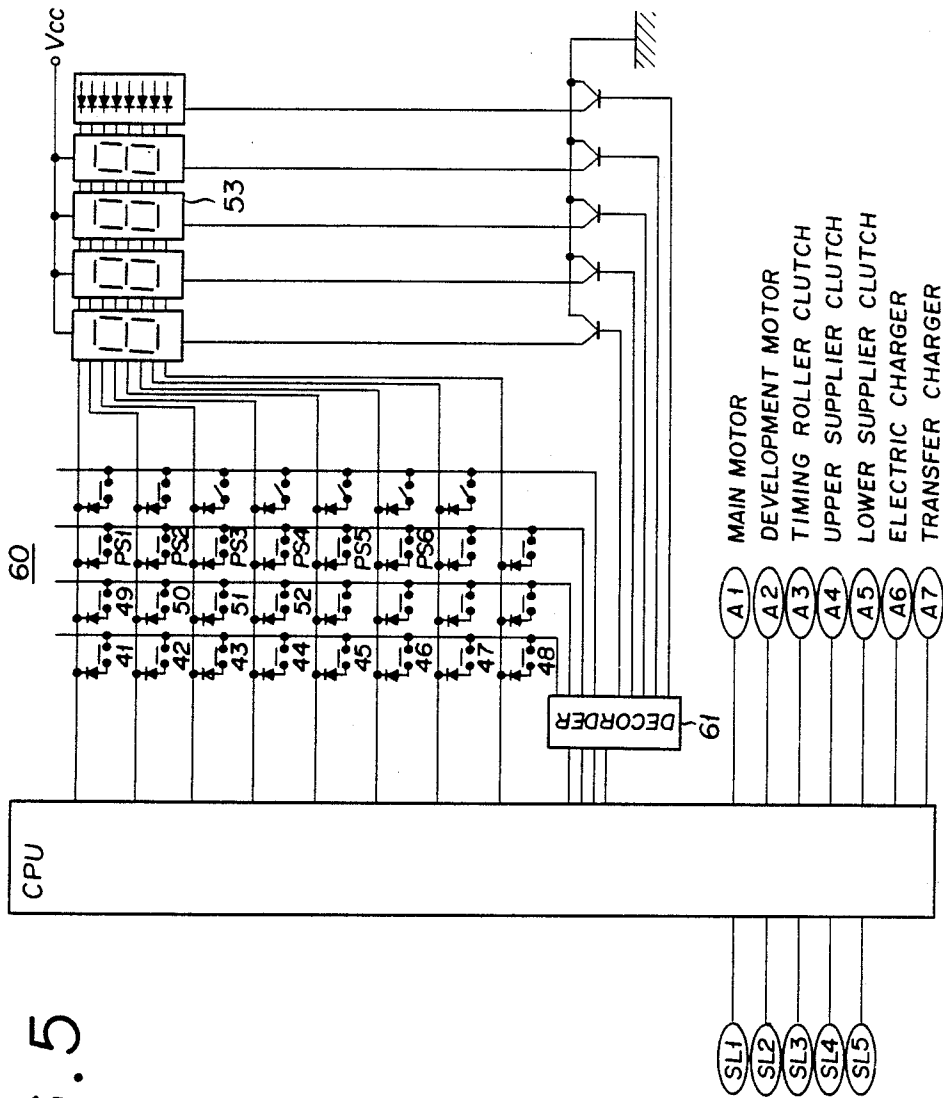 .5
60
Vcc
53
41
42
43
44
45
46
47
48
49
50
51
52
PS1
PS2
PS3
PS4
PS5
PS6
DECORDER
61
CPU
SL1
SL2
SL3
SL4
SL5
A1 MAIN MOTOR
A2 DEVELOPMENT MOTOR
A3 TIMING ROLLER CLUTCH
A4 UPPER SUPPLIER CLUTCH
A5 LOWER SUPPLIER CLUTCH
A6 ELECTRIC CHARGER
A7 TRANSFER CHARGER